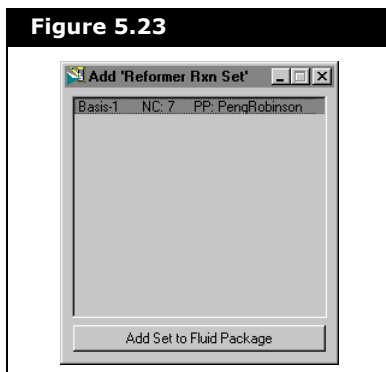 Figure 5.23
Add 'Reformer Rxn Set'
Basis-1 NC: 7 PP: PengRobinson
Add Set to Fluid Package